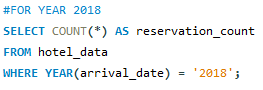 #FOR YEAR 2018
SELECT COUNT(*) AS reservation_count
FROM hotel_data
WHERE YEAR(arrival_date) = '2018';